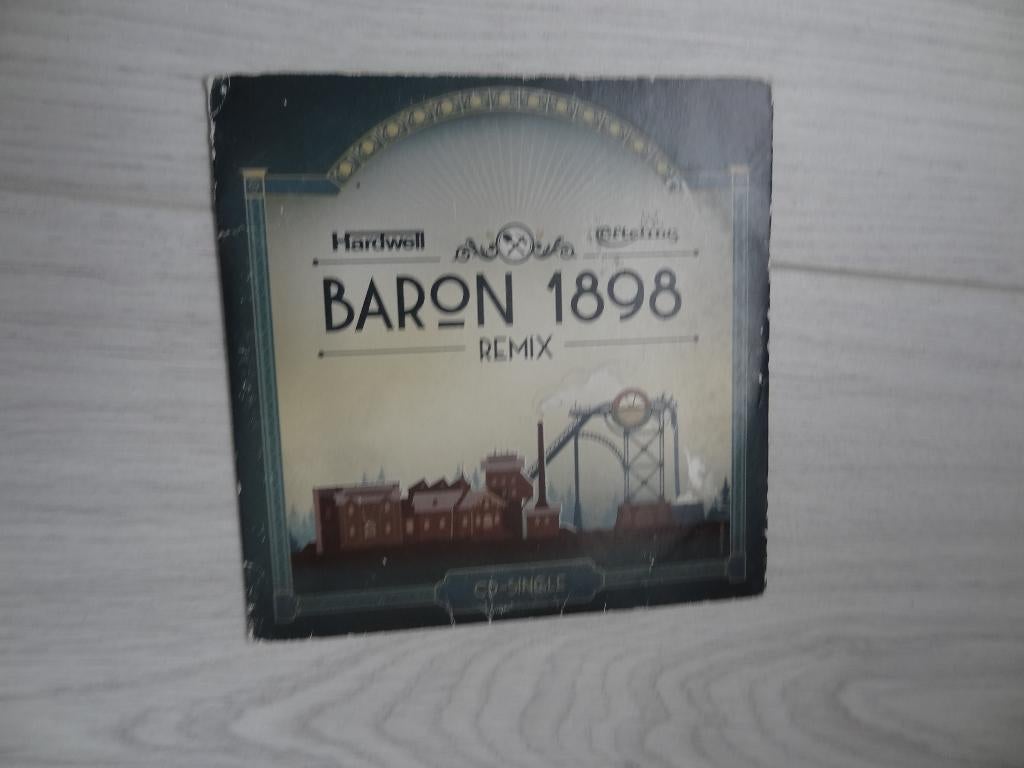 Hardwell Efteling
BARON 1898
REMIX
CD-SINGLE